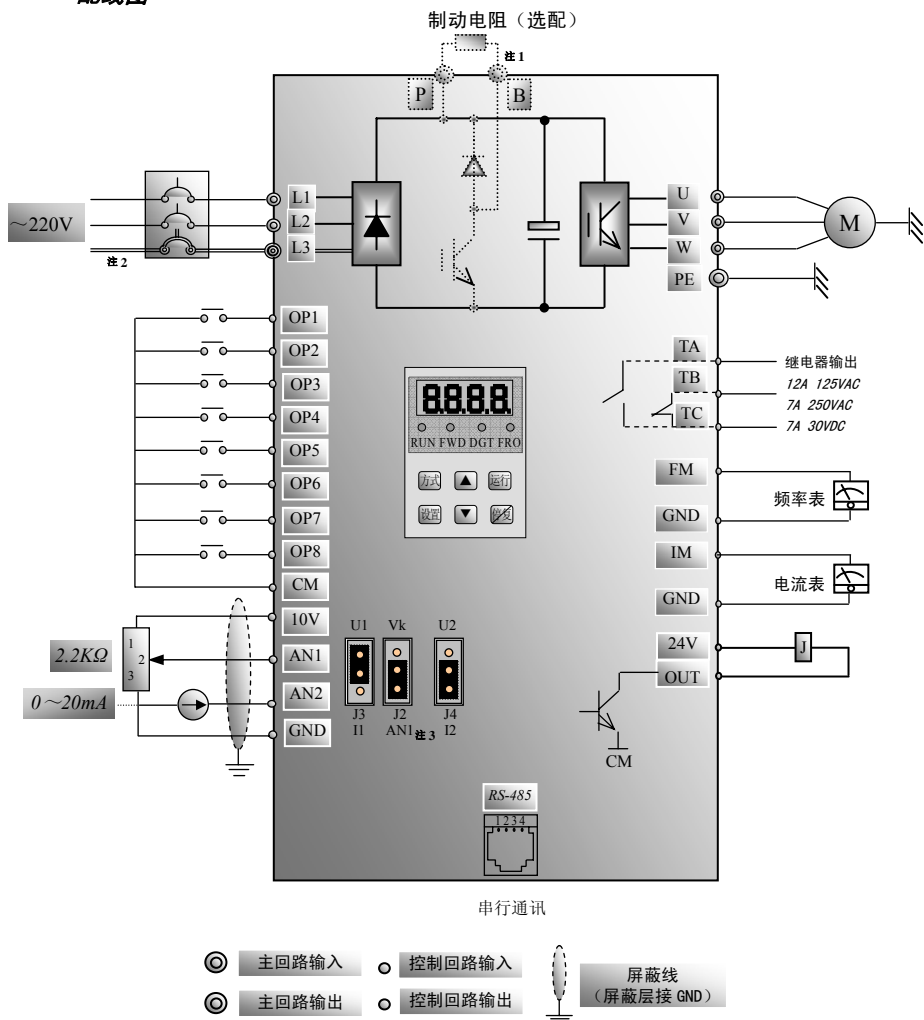 配线图
制动电阻（选配）
注1
P
B
L1
L2
L3
～220V
注2
U
V
W
PE
M
OP1
OP2
OP3
OP4
OP5
OP6
OP7
OP8
CM
10V
AN1
AN2
GND
1
2
3
2.2KΩ
0～20mA
8.8.8.8.
RUN FWD DGT FRO
方式 ▲ 运行
设置 ▼ 停/复
TA
TB
TC
继电器输出
12A 125VAC
7A 250VAC
7A 30VDC
FM
GND
频率表
IM
GND
电流表
24V
OUT
J
CM
U1 Vk U2
J3 J2 J4
I1 AN1 注3 I2
RS-485
1234
串行通讯
主回路输入 控制回路输入
主回路输出 控制回路输出
屏蔽线
（屏蔽层接 GND）